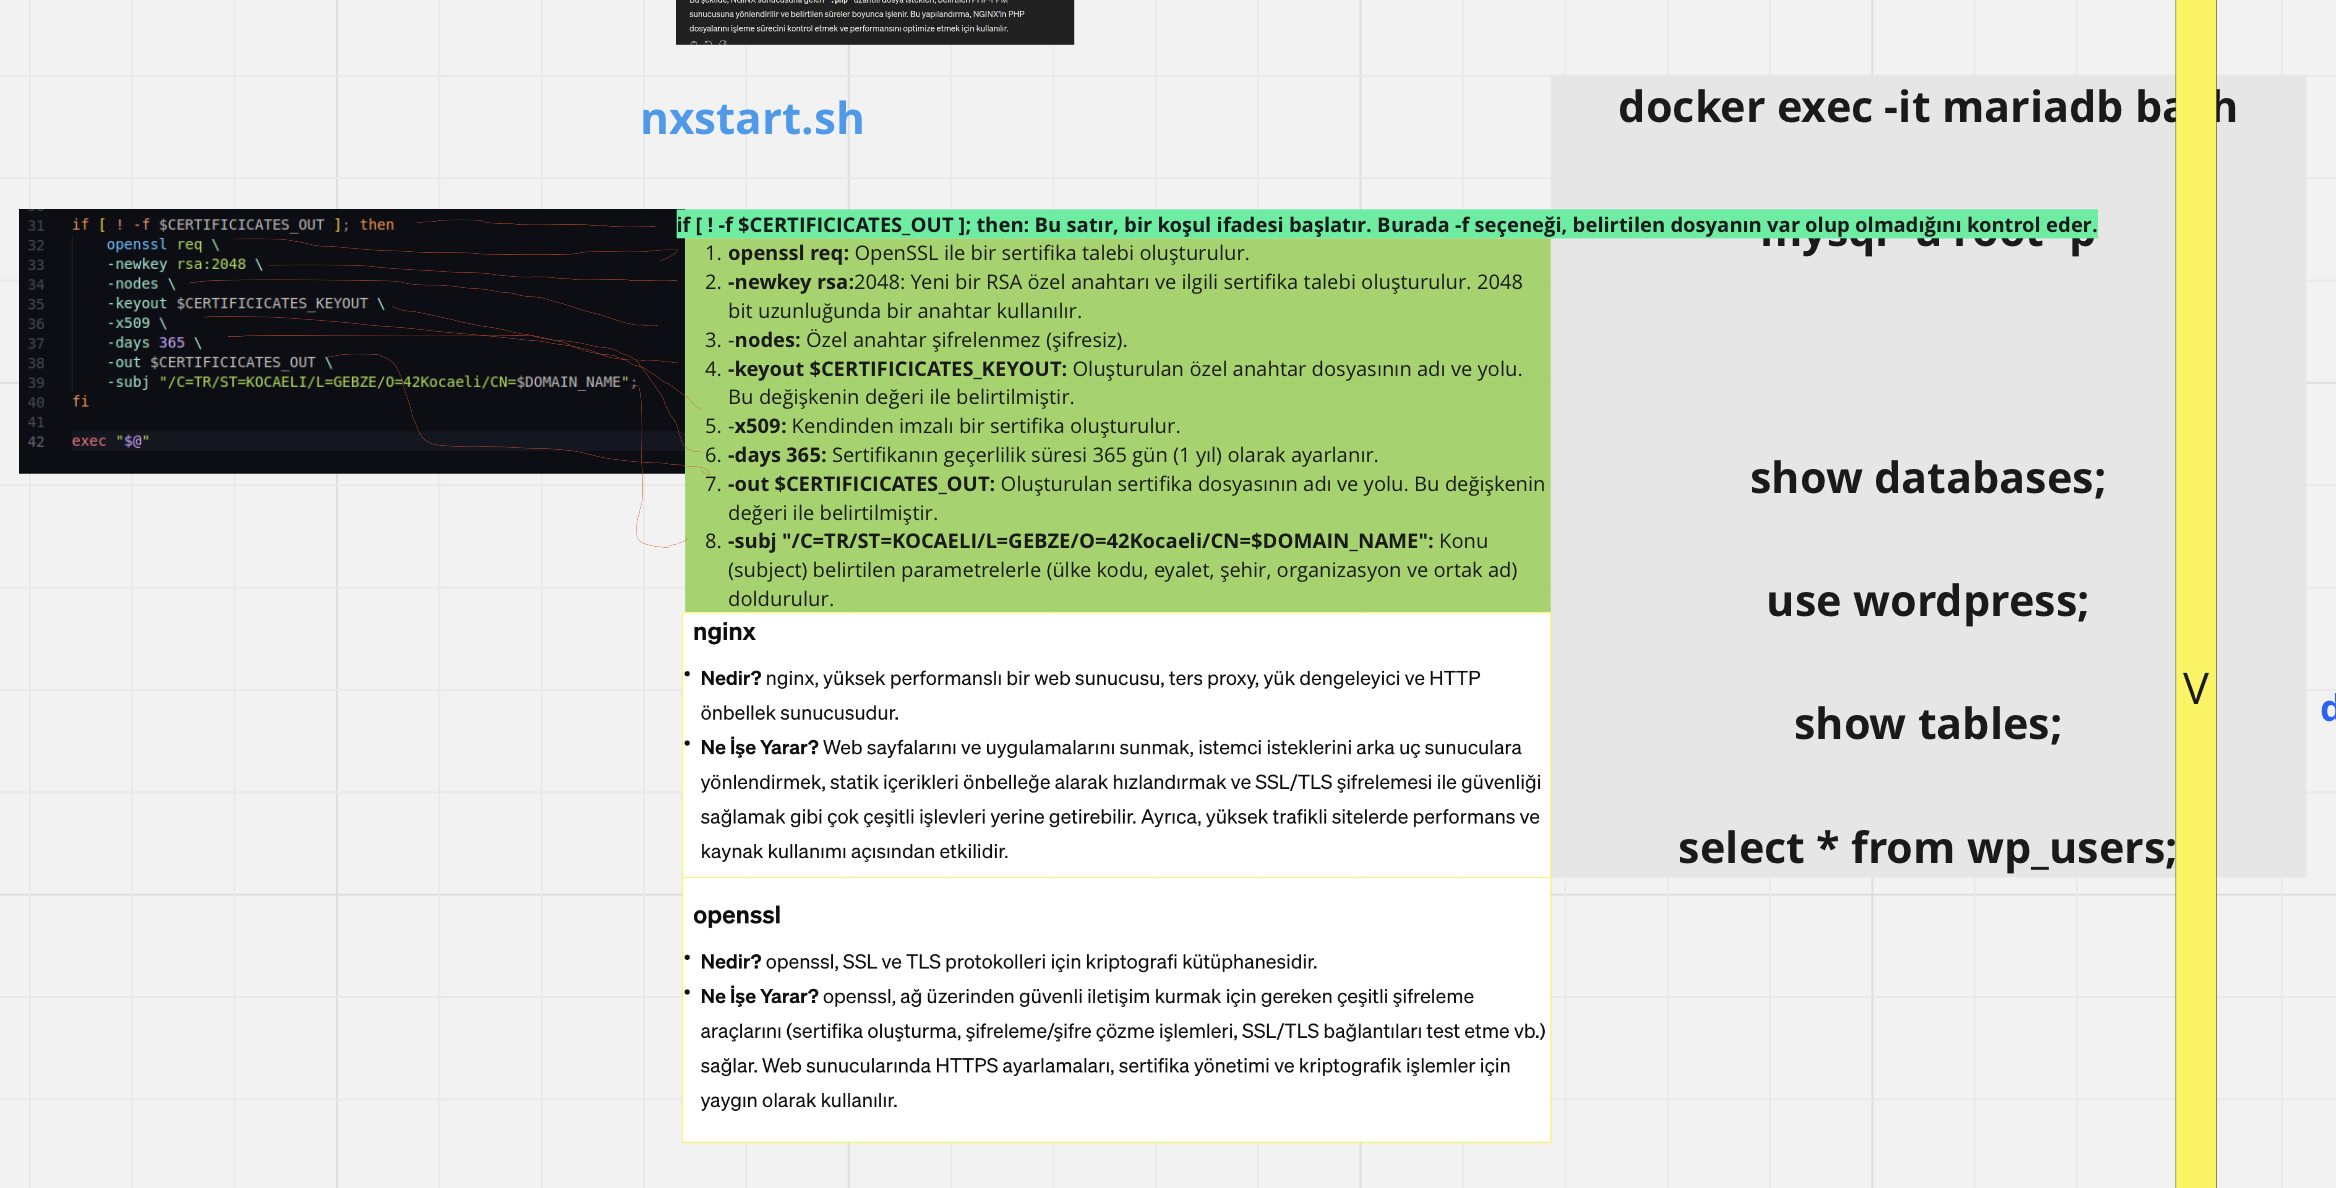 sunucusuna yönlendirilir ve belirtilen süreler boyunca işlenir. Bu yapılandırma, NGINX'in PHP
dosyalarını işleme sürecini kontrol etmek ve performansını optimize etmek için kullanılır.
nxstart.sh
31 if [ ! -f $CERTIFICICATES_OUT ]; then
32 openssl req \
33 -newkey rsa:2048 \
34 -nodes \
35 -keyout $CERTIFICICATES_KEYOUT \
36 -x509 \
37 -days 365 \
38 -out $CERTIFICICATES_OUT \
39 -subj "/C=TR/ST=KOCAELI/L=GEBZE/O=42Kocaeli/CN=$DOMAIN_NAME";
40 fi
41
42 exec "$@"
if [ ! -f $CERTIFICICATES_OUT ]; then: Bu satır, bir koşul ifadesi başlatır. Burada -f seçeneği, belirtilen dosyanın var olup olmadığını kontrol eder.
1. openssl req: OpenSSL ile bir sertifika talebi oluşturulur.
2. -newkey rsa:2048: Yeni bir RSA özel anahtarı ve ilgili sertifika talebi oluşturulur. 2048
bit uzunluğunda bir anahtar kullanılır.
3. -nodes: Özel anahtar şifrelenmez (şifresiz).
4. -keyout $CERTIFICICATES_KEYOUT: Oluşturulan özel anahtar dosyasının adı ve yolu.
Bu değişkenin değeri ile belirtilmiştir.
5. -x509: Kendinden imzalı bir sertifika oluşturulur.
6. -days 365: Sertifikanın geçerlilik süresi 365 gün (1 yıl) olarak ayarlanır.
7. -out $CERTIFICICATES_OUT: Oluşturulan sertifika dosyasının adı ve yolu. Bu değişkenin
değeri ile belirtilmiştir.
8. -subj "/C=TR/ST=KOCAELI/L=GEBZE/O=42Kocaeli/CN=$DOMAIN_NAME": Konu
(subject) belirtilen parametrelerle (ülke kodu, eyalet, şehir, organizasyon ve ortak ad)
doldurulur.
nginx
• Nedir? nginx, yüksek performanslı bir web sunucusu, ters proxy, yük dengeleyici ve HTTP
önbellek sunucusudur.
• Ne İşe Yarar? Web sayfalarını ve uygulamalarını sunmak, istemci isteklerini arka uç sunuculara
yönlendirmek, statik içerikleri önbelleğe alarak hızlandırmak ve SSL/TLS şifrelemesi ile güvenliği
sağlamak gibi çok çeşitli işlevleri yerine getirebilir. Ayrıca, yüksek trafikli sitelerde performans ve
kaynak kullanımı açısından etkilidir.
openssl
• Nedir? openssl, SSL ve TLS protokolleri için kriptografi kütüphanesidir.
• Ne İşe Yarar? openssl, ağ üzerinden güvenli iletişim kurmak için gereken çeşitli şifreleme
araçlarını (sertifika oluşturma, şifreleme/şifre çözme işlemleri, SSL/TLS bağlantıları test etme vb.)
sağlar. Web sunucularında HTTPS ayarlamaları, sertifika yönetimi ve kriptografik işlemler için
yaygın olarak kullanılır.
docker exec -it mariadb bash
mysql -u root -p
show databases;
use wordpress;
show tables;
select * from wp_users;
V